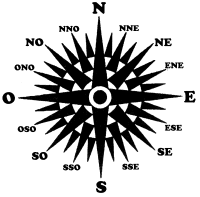 N
NNO NNE
NO NE
ONO ENE
O E
OSO ESE
SO SE
SSO SSE
S